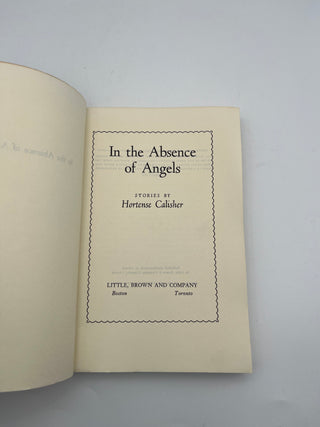 In the Absence
of Angels
STORIES BY
Hortense Calisher
LITTLE, BROWN AND COMPANY
Boston Toronto